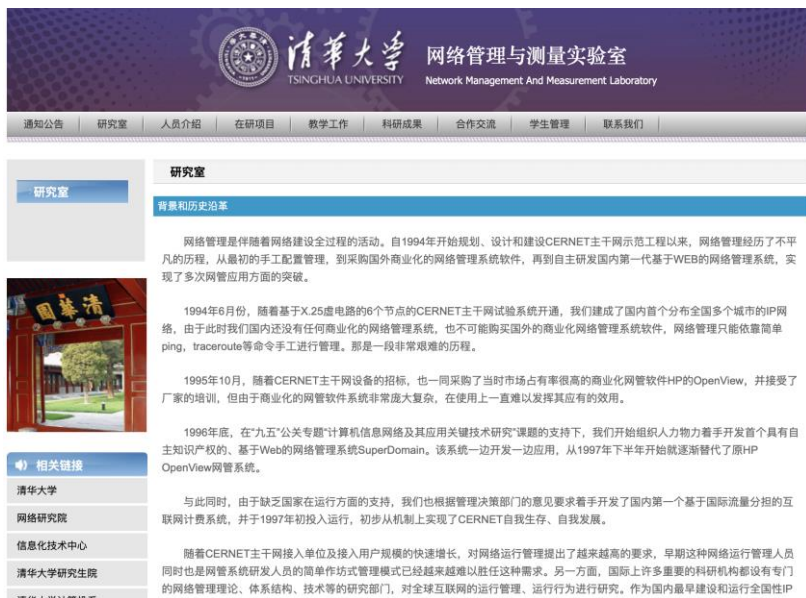 清华大学
TSINGHUA UNIVERSITY
网络管理与测量实验室
Network Management And Measurement Laboratory
通知公告 研究室 人员介绍 在研项目 教学工作 科研成果 合作交流 学生管理 联系我们
研究室
研究室
背景和历史沿革
网络管理是伴随着网络建设全过程的活动。自1994年开始规划、设计和建设CERNET主干网示范工程以来，网络管理经历了不平
凡的历程，从最初的手工配置管理，到采购国外商业化的网络管理系统软件，再到自主研发国内第一代基于WEB的网络管理系统，实
现了多次网管应用方面的突破。
1994年6月份，随着基于X.25虚电路的6个节点的CERNET主干网试验系统开通，我们建成了国内首个分布全国多个城市的IP网
络，由于此时我们国内还没有任何商业化的网络管理系统，也不可能购买国外的商业化网络管理系统软件，网络管理只能依靠简单
ping，traceroute等命令手工进行管理。那是一段非常艰难的历程。
1995年10月，随着CERNET主干网设备的招标，也一同采购了当时市场占有率很高的商业化网管软件HP的OpenView，并接受了
厂家的培训，但由于商业化的网管软件系统非常庞大复杂，在使用上一直难以发挥其应有的效用。
1996年底，在“九五”公关专题“计算机信息网络及其应用关键技术研究”课题的支持下，我们开始组织人力物力着手开发首个具有自
主知识产权的、基于Web的网络管理系统SuperDomain。该系统一边开发一边应用，从1997年下半年开始就逐渐替代了原HP
OpenView网管系统。
与此同时，由于缺乏国家在运行方面的支持，我们也根据管理决策部门的意见要求着手开发了国内第一个基于国际流量分担的互
联网计费系统，并于1997年初投入运行，初步从机制上实现了CERNET自我生存、自我发展。
随着CERNET主干网接入单位及接入用户规模的快速增长，对网络运行管理提出了越来越高的要求，早期这种网络运行管理人员
同时也是网管系统研发人员的简单作坊式管理模式已经越来越难以胜任这种需求。另一方面，国际上许多重要的科研机构都设有专门
的网络管理理论、体系结构、技术等的研究部门，对全球互联网的运行管理、运行行为进行研究。作为国内最早建设和运行全国性IP
清華園
相关链接
清华大学
网络研究院
信息化技术中心
清华大学研究生院